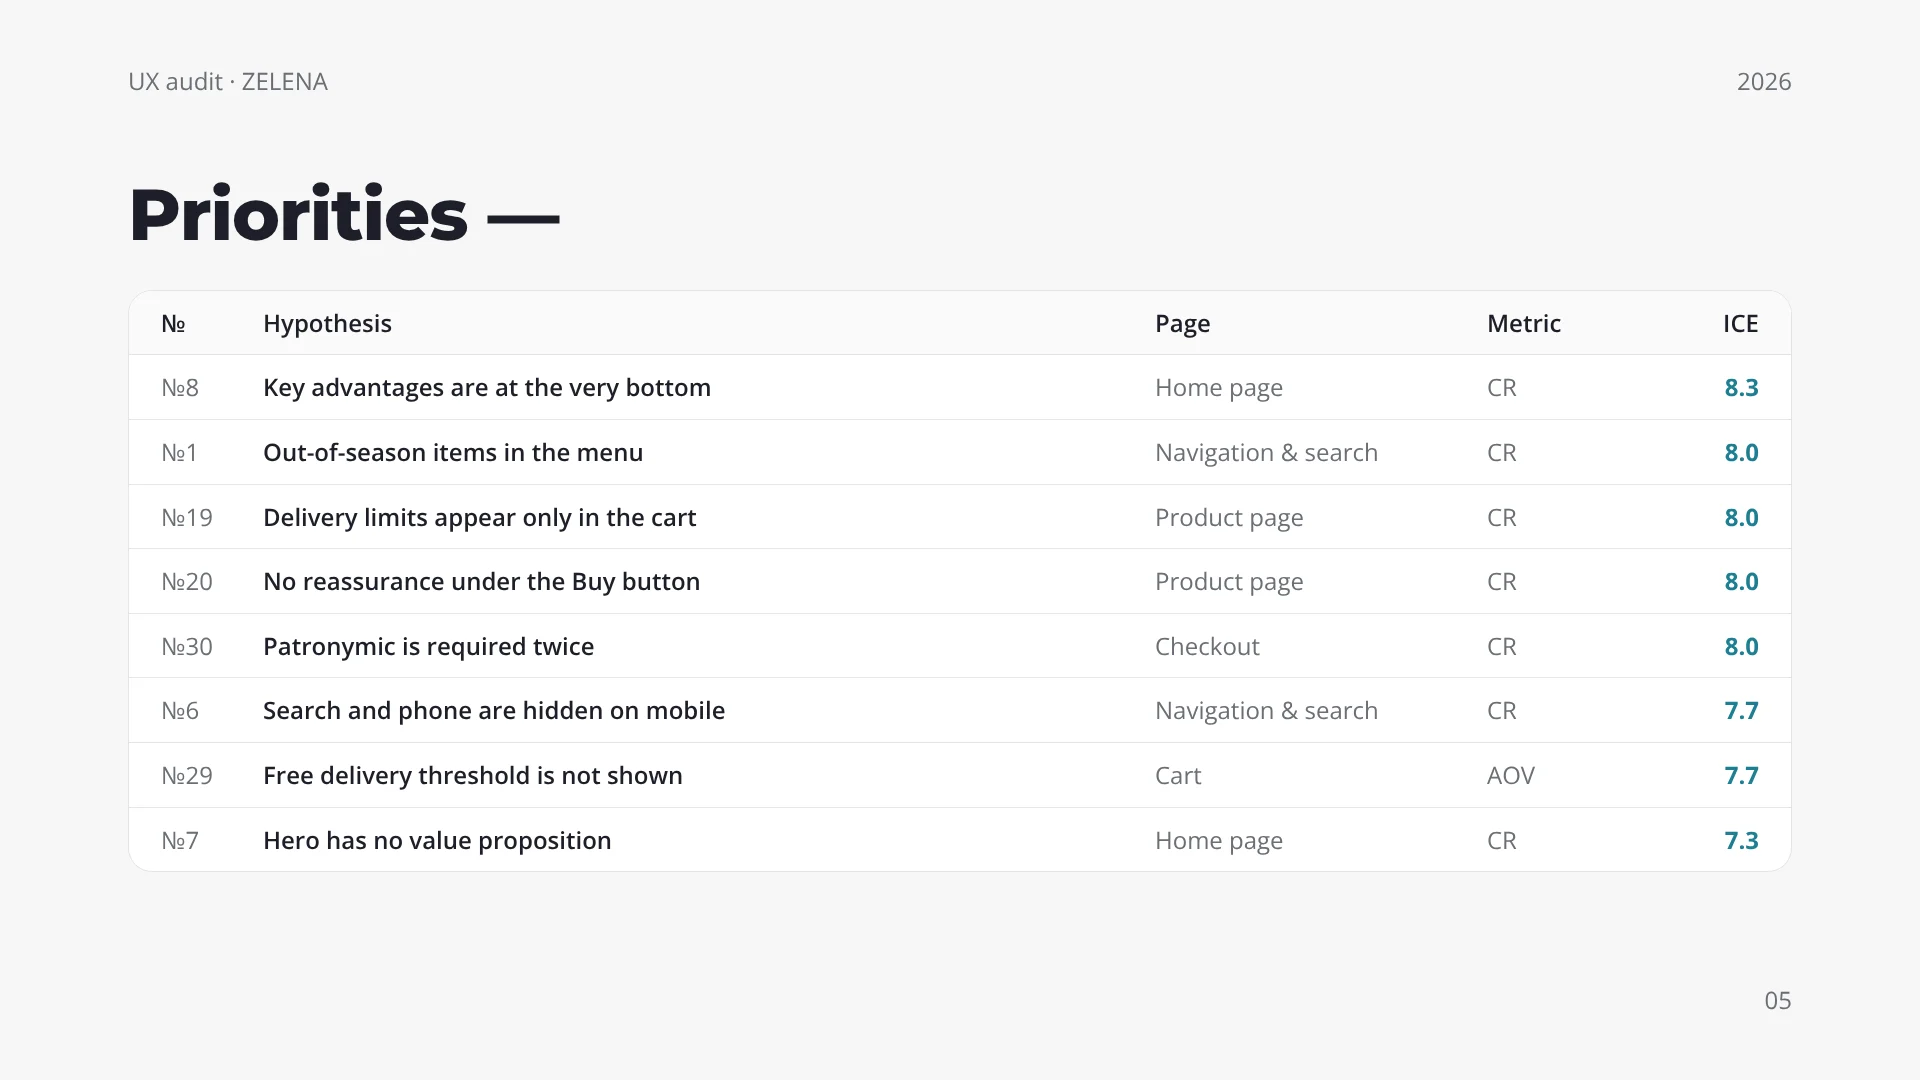 UX audit · ZELENA
2026
Priorities —
№ Hypothesis Page Metric ICE
№8 Key advantages are at the very bottom Home page CR 8.3
№1 Out-of-season items in the menu Navigation & search CR 8.0
№19 Delivery limits appear only in the cart Product page CR 8.0
№20 No reassurance under the Buy button Product page CR 8.0
№30 Patronymic is required twice Checkout CR 8.0
№6 Search and phone are hidden on mobile Navigation & search CR 7.7
№29 Free delivery threshold is not shown Cart AOV 7.7
№7 Hero has no value proposition Home page CR 7.3
05